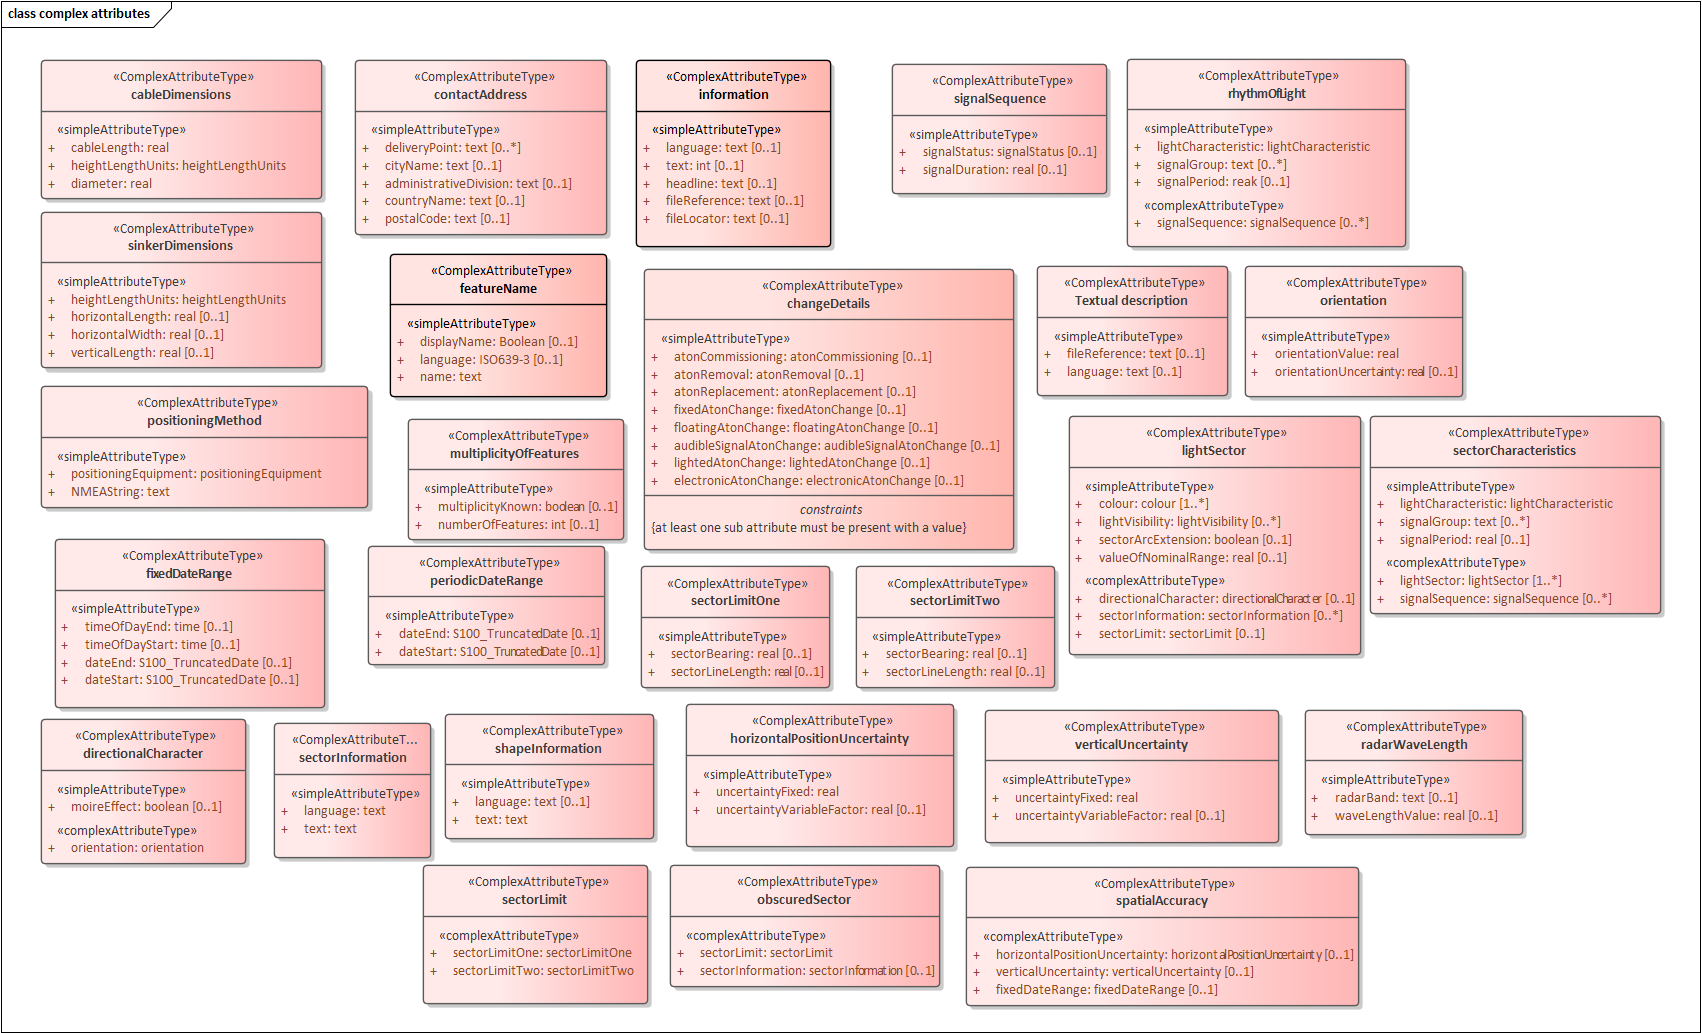 class complex attributes
«ComplexAttributeType»
cableDimensions
«simpleAttributeType»
+ cableLength: real
+ heightLengthUnits: heightLengthUnits
+ diameter: real
«ComplexAttributeType»
contactAddress
«simpleAttributeType»
+ deliveryPoint: text [0..*]
+ cityName: text [0..1]
+ administrativeDivision: text [0..1]
+ countryName: text [0..1]
+ postalCode: text [0..1]
«ComplexAttributeType»
information
«simpleAttributeType»
+ language: text [0..1]
+ text: int [0..1]
+ headline: text [0..1]
+ fileReference: text [0..1]
+ fileLocator: text [0..1]
«ComplexAttributeType»
signalSequence
«simpleAttributeType»
+ signalStatus: signalStatus [0..1]
+ signalDuration: real [0..1]
«ComplexAttributeType»
rhythmOfLight
«simpleAttributeType»
+ lightCharacteristic: lightCharacteristic
+ signalGroup: text [0..*]
+ signalPeriod: reak [0..1]
«complexAttributeType»
+ signalSequence: signalSequence [0..*]
«ComplexAttributeType»
sinkerDimensions
«simpleAttributeType»
+ heightLengthUnits: heightLengthUnits
+ horizontalLength: real [0..1]
+ horizontalWidth: real [0..1]
+ verticalLength: real [0..1]
«ComplexAttributeType»
featureName
«simpleAttributeType»
+ displayName: Boolean [0..1]
+ language: ISO639-3 [0..1]
+ name: text
«ComplexAttributeType»
changeDetails
«simpleAttributeType»
+ atonCommissioning: atonCommissioning [0..1]
+ atonRemoval: atonRemoval [0..1]
+ atonReplacement: atonReplacement [0..1]
+ fixedAtonChange: fixedAtonChange [0..1]
+ floatingAtonChange: floatingAtonChange [0..1]
+ audibleSignalAtonChange: audibleSignalAtonChange [0..1]
+ lightedAtonChange: lightedAtonChange [0..1]
+ electronicAtonChange: electronicAtonChange [0..1]
constraints
{at least one sub attribute must be present with a value}
«ComplexAttributeType»
Textual description
«simpleAttributeType»
+ fileReference: text [0..1]
+ language: text [0..1]
«ComplexAttributeType»
orientation
«simpleAttributeType»
+ orientationValue: real
+ orientationUncertainty: real [0..1]
«ComplexAttributeType»
positioningMethod
«simpleAttributeType»
+ positioningEquipment: positioningEquipment
+ NMEAString: text
«ComplexAttributeType»
multiplicityOfFeatures
«simpleAttributeType»
+ multiplicityKnown: boolean [0..1]
+ numberOfFeatures: int [0..1]
«ComplexAttributeType»
lightSector
«simpleAttributeType»
+ colour: colour [1..*]
+ lightVisibility: lightVisibility [0..*]
+ sectorArcExtension: boolean [0..1]
+ valueOfNominalRange: real [0..1]
«complexAttributeType»
+ directionalCharacter: directionalCharacter [0..1]
+ sectorInformation: sectorInformation [0..*]
+ sectorLimit: sectorLimit [0..1]
«ComplexAttributeType»
sectorCharacteristics
«simpleAttributeType»
+ lightCharacteristic: lightCharacteristic
+ signalGroup: text [0..*]
+ signalPeriod: real [0..1]
«complexAttributeType»
+ lightSector: lightSector [1..*]
+ signalSequence: signalSequence [0..*]
«ComplexAttributeType»
fixedDateRange
«simpleAttributeType»
+ timeOfDayEnd: time [0..1]
+ timeOfDayStart: time [0..1]
+ dateEnd: S100_TruncatedDate [0..1]
+ dateStart: S100_TruncatedDate [0..1]
«ComplexAttributeType»
periodicDateRange
«simpleAttributeType»
+ dateEnd: S100_TruncatedDate [0..1]
+ dateStart: S100_TruncatedDate [0..1]
«ComplexAttributeType»
sectorLimitOne
«simpleAttributeType»
+ sectorBearing: real [0..1]
+ sectorLineLength: real [0..1]
«ComplexAttributeType»
sectorLimitTwo
«simpleAttributeType»
+ sectorBearing: real [0..1]
+ sectorLineLength: real [0..1]
«ComplexAttributeType»
directionalCharacter
«simpleAttributeType»
+ moireEffect: boolean [0..1]
«complexAttributeType»
+ orientation: orientation
«ComplexAttributeT...
sectorInformation
«simpleAttributeType»
+ language: text
+ text: text
«ComplexAttributeType»
shapeInformation
«simpleAttributeType»
+ language: text [0..1]
+ text: text
«ComplexAttributeType»
horizontalPositionUncertainty
«simpleAttributeType»
+ uncertaintyFixed: real
+ uncertaintyVariableFactor: real [0..1]
«ComplexAttributeType»
verticalUncertainty
«simpleAttributeType»
+ uncertaintyFixed: real
+ uncertaintyVariableFactor: real [0..1]
«ComplexAttributeType»
radarWaveLength
«simpleAttributeType»
+ radarBand: text [0..1]
+ waveLengthValue: real [0..1]
«ComplexAttributeType»
sectorLimit
«complexAttributeType»
+ sectorLimitOne: sectorLimitOne
+ sectorLimitTwo: sectorLimitTwo
«ComplexAttributeType»
obscuredSector
«complexAttributeType»
+ sectorLimit: sectorLimit
+ sectorInformation: sectorInformation [0..1]
«ComplexAttributeType»
spatialAccuracy
«complexAttributeType»
+ horizontalPositionUncertainty: horizontalPositionUncertainty [0..1]
+ verticalUncertainty: verticalUncertainty [0..1]
+ fixedDateRange: fixedDateRange [0..1]